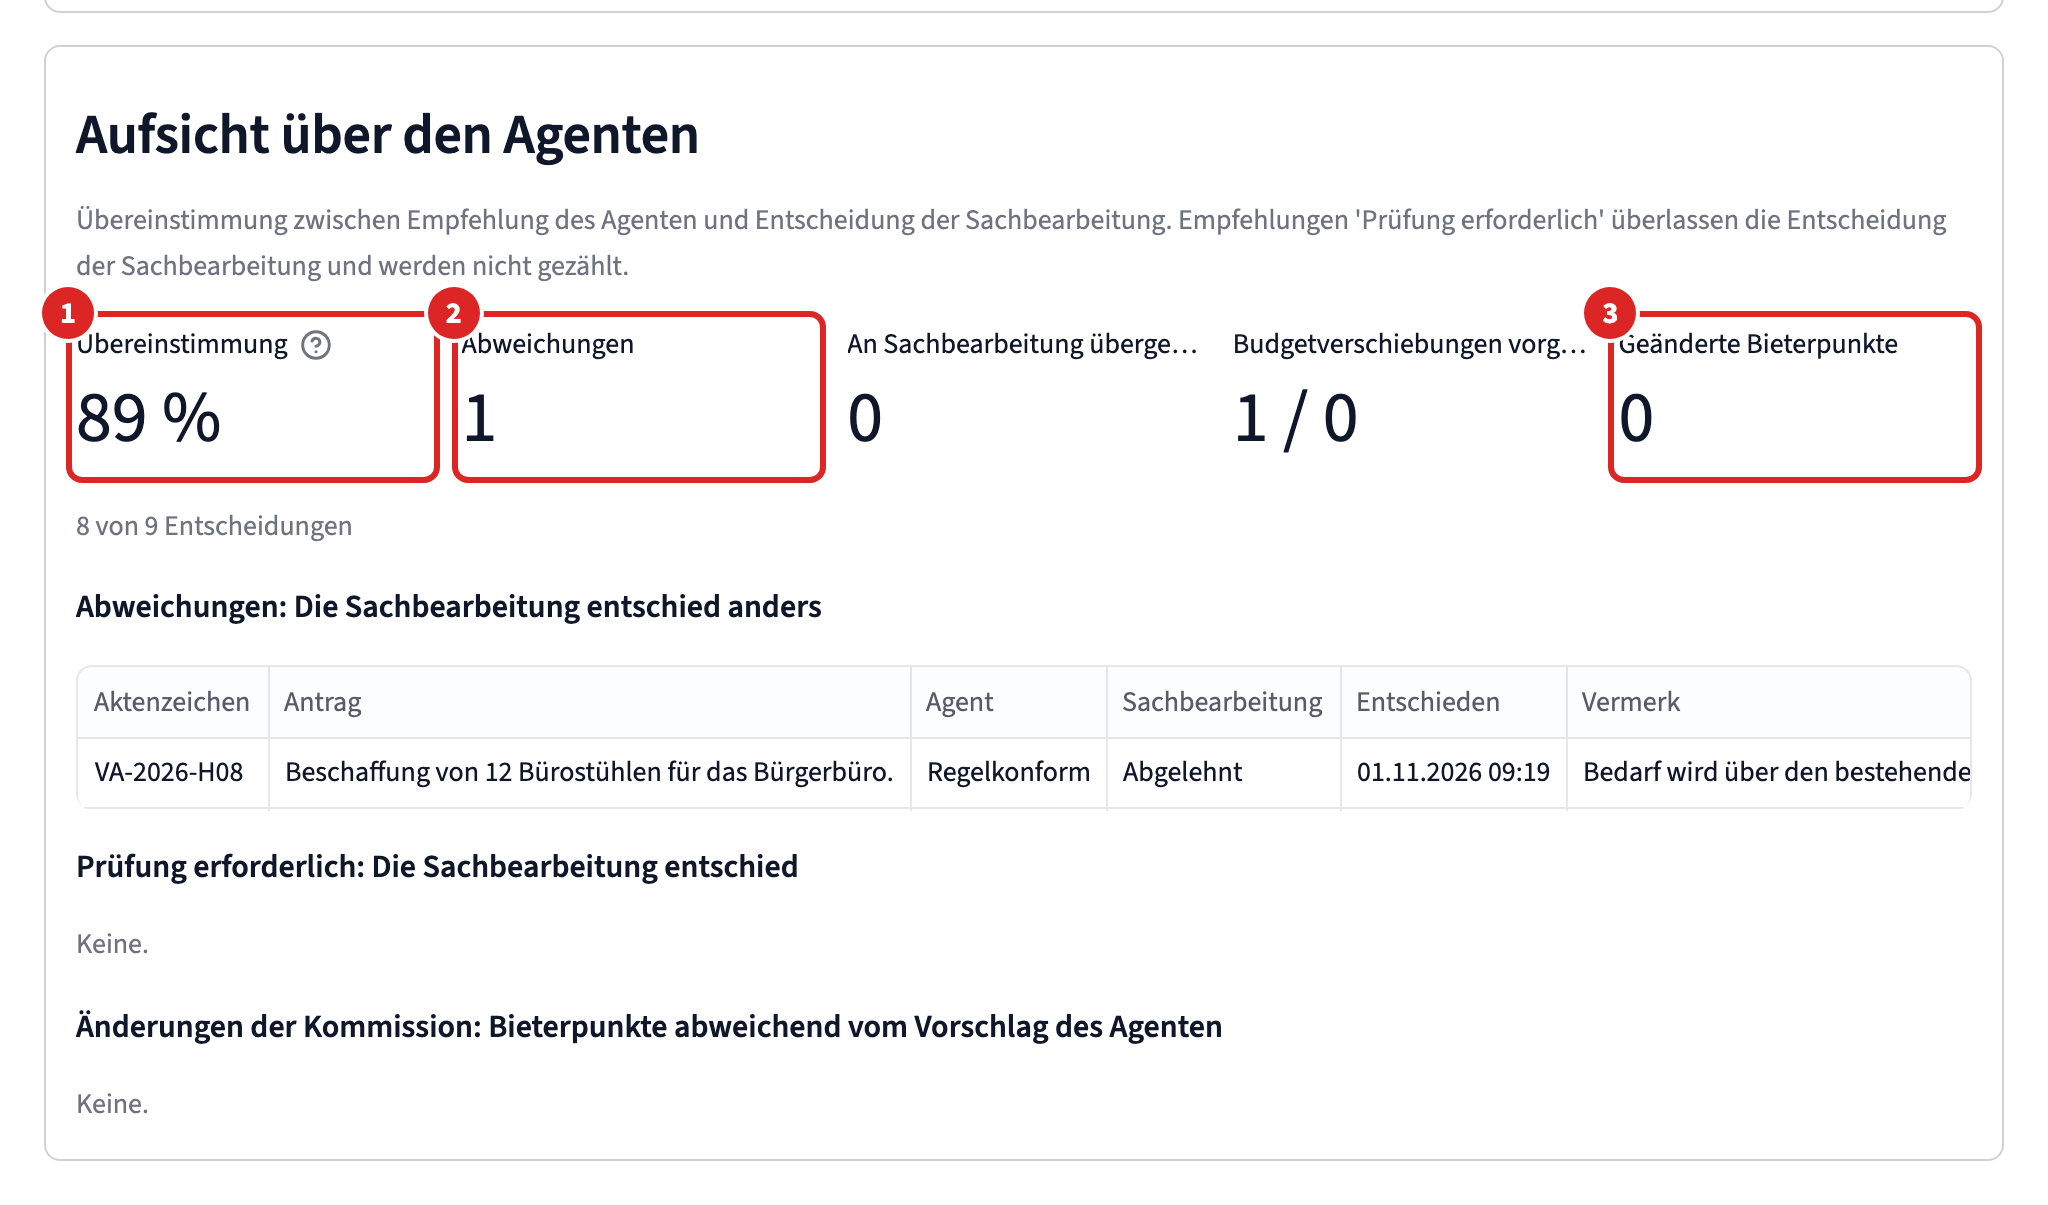 Aufsicht über den Agenten
Übereinstimmung zwischen Empfehlung des Agenten und Entscheidung der Sachbearbeitung. Empfehlungen 'Prüfung erforderlich' überlassen die Entscheidung
der Sachbearbeitung und werden nicht gezählt.
1 2 3
Übereinstimmung ? Abweichungen An Sachbearbeitung überge… Budgetverschiebungen vorg… Geänderte Bieterpunkte
89 % 1 0 1 / 0 0
8 von 9 Entscheidungen
Abweichungen: Die Sachbearbeitung entschied anders
Aktenzeichen Antrag Agent Sachbearbeitung Entschieden Vermerk
VA-2026-H08 Beschaffung von 12 Bürostühlen für das Bürgerbüro. Regelkonform Abgelehnt 01.11.2026 09:19 Bedarf wird über den bestehende
Prüfung erforderlich: Die Sachbearbeitung entschied
Keine.
Änderungen der Kommission: Bieterpunkte abweichend vom Vorschlag des Agenten
Keine.